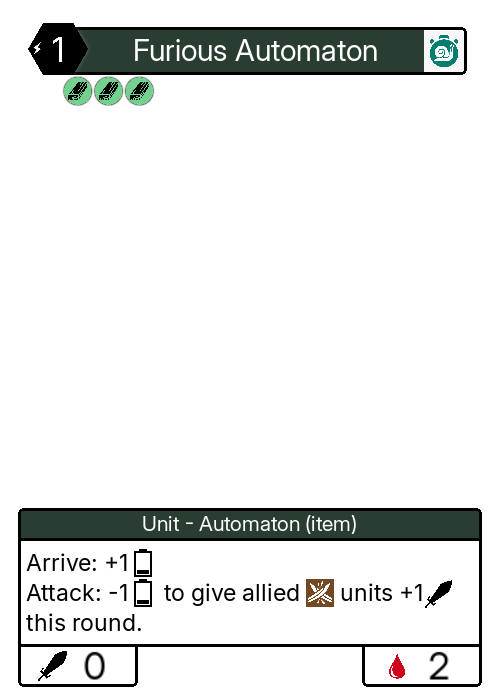 1
Furious Automaton
Unit - Automaton (item)
Arrive: +1
Attack: -1 to give allied units +1
this round.
0
2